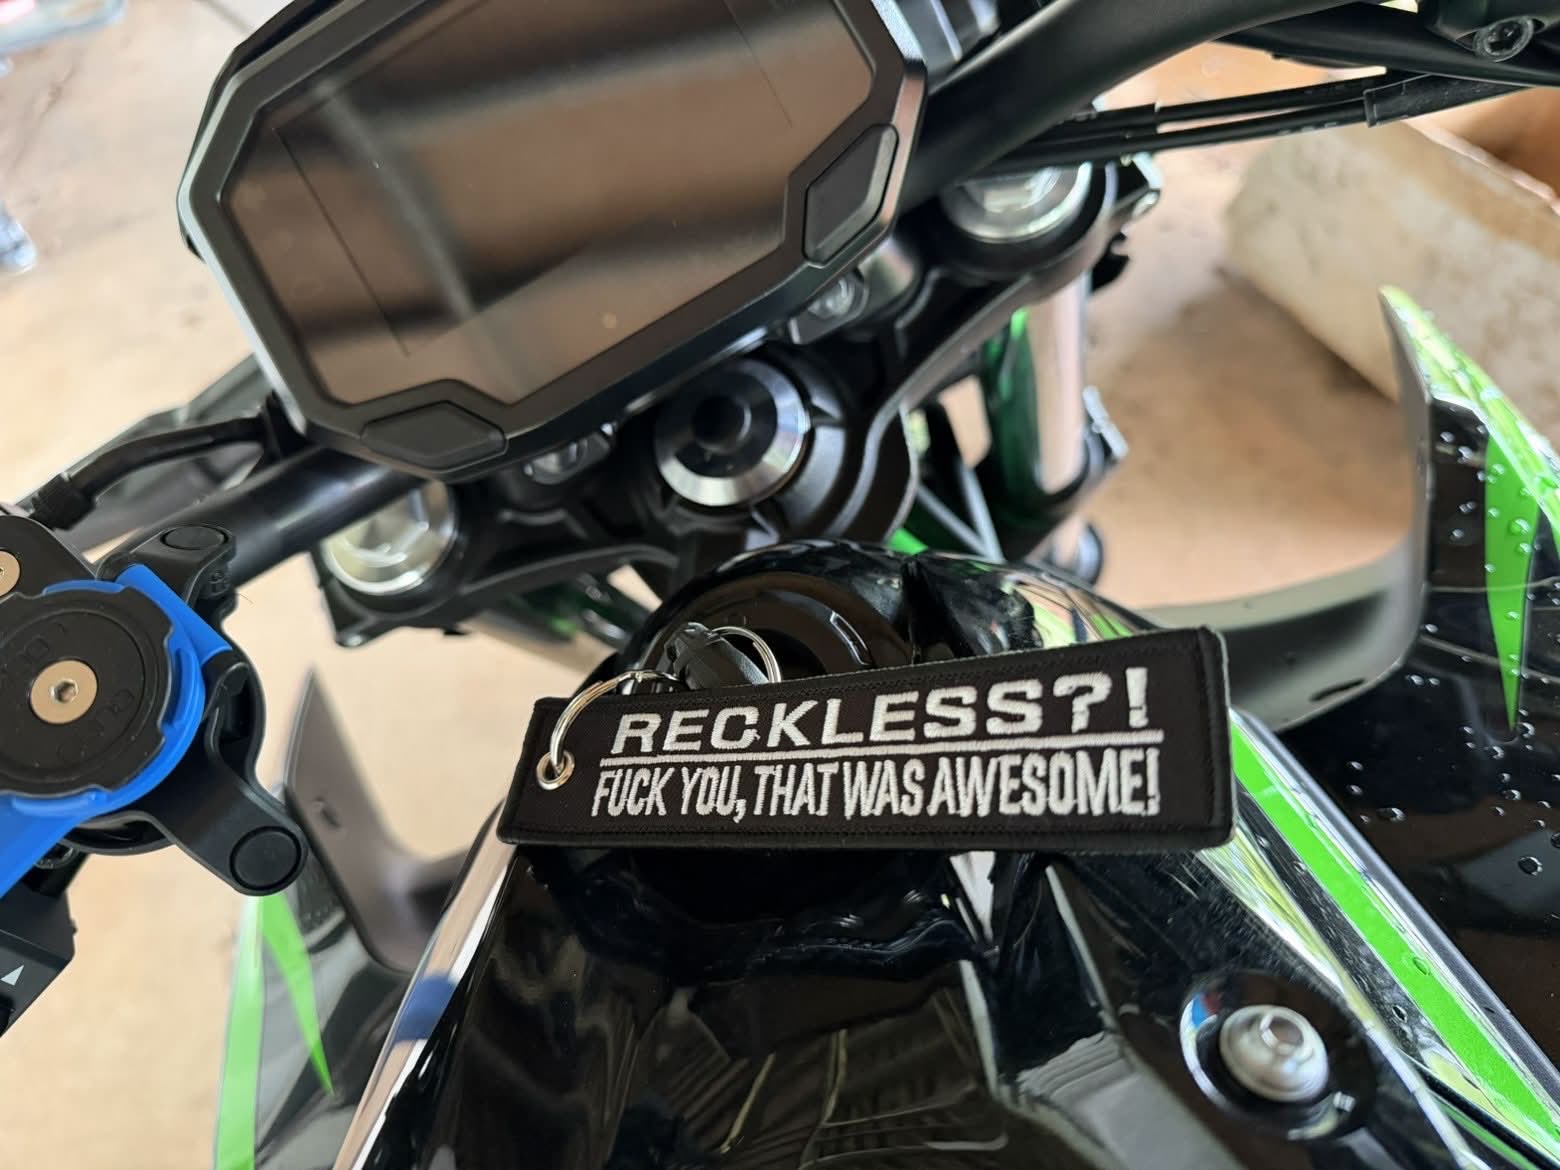 RECKLESS?!
FUCK YOU, THAT WAS AWESOME!